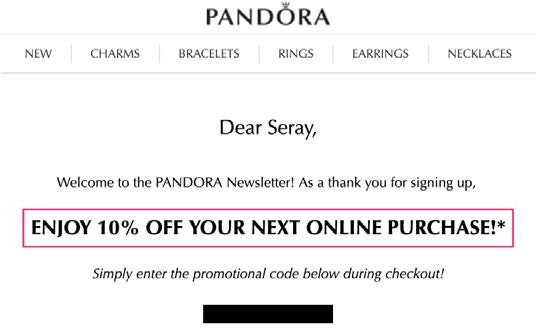 PANDORA
NEW CHARMS BRACELETS RINGS EARRINGS NECKLACES
Dear Seray,
Welcome to the PANDORA Newsletter! As a thank you for signing up,
ENJOY 10% OFF YOUR NEXT ONLINE PURCHASE!*
Simply enter the promotional code below during checkout!